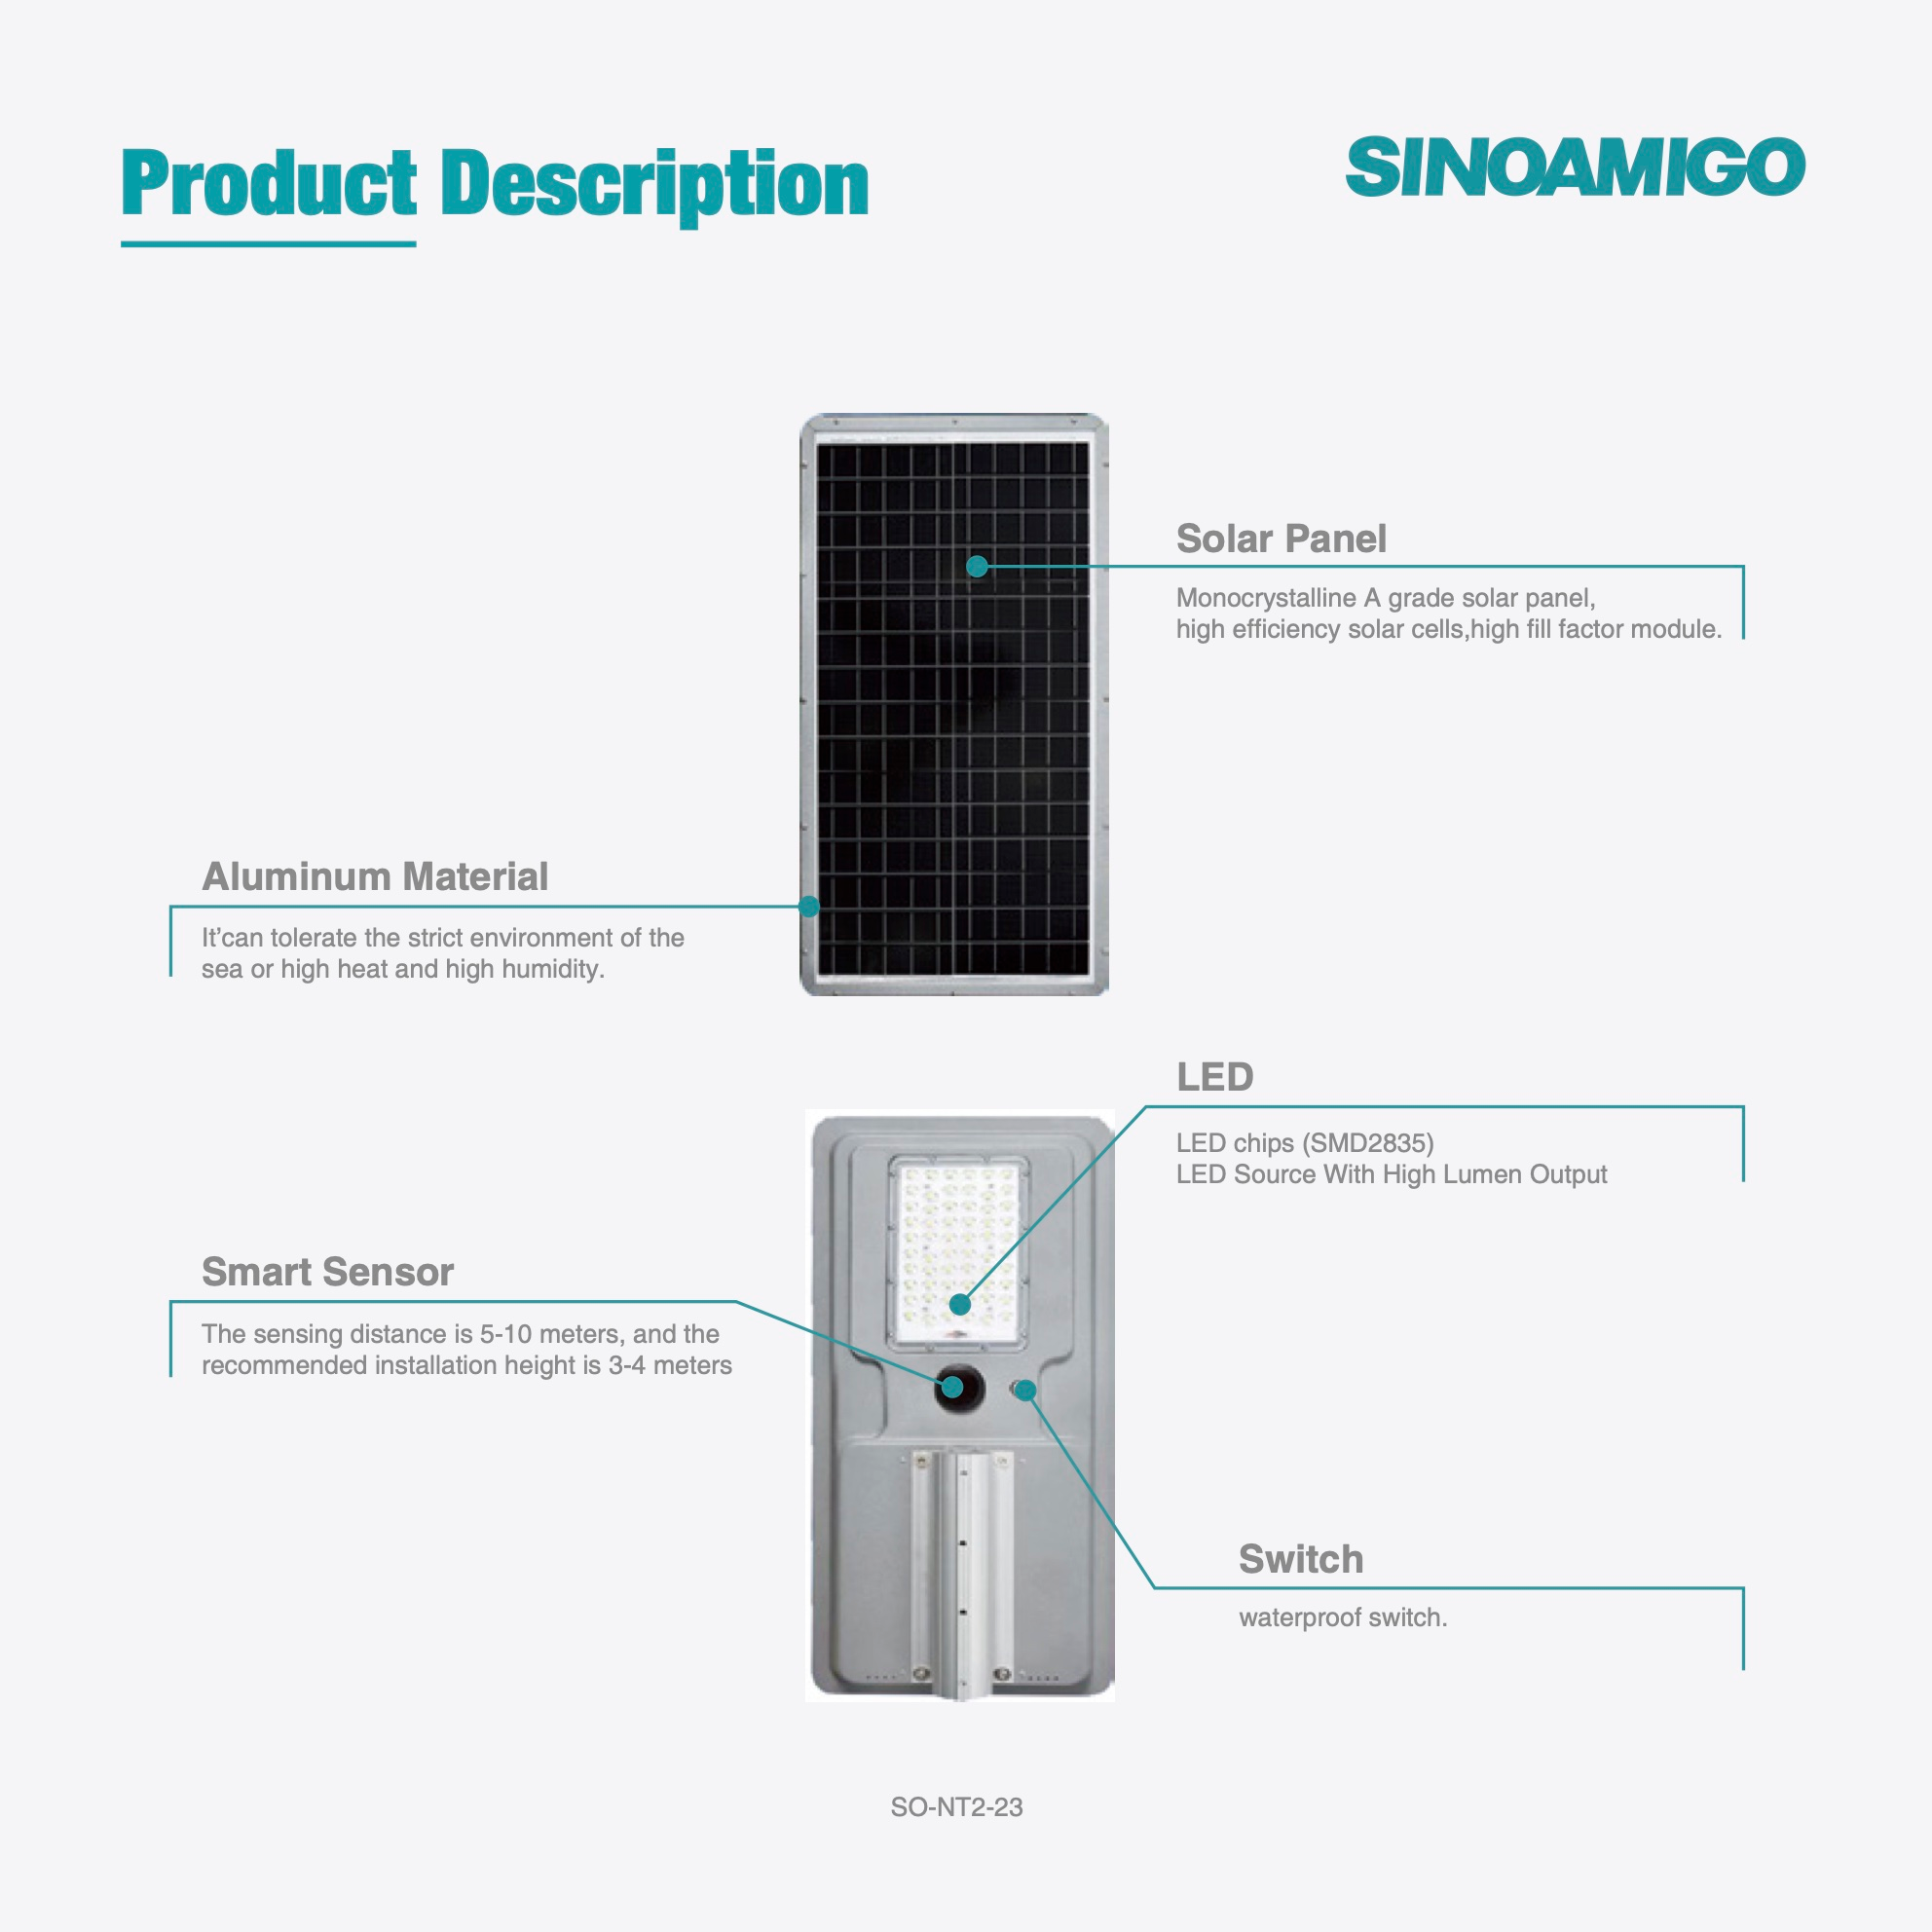 Product Description
SINOAMIGO
Solar Panel
Monocrystalline A grade solar panel,
high efficiency solar cells,high fill factor module.
Aluminum Material
It’can tolerate the strict environment of the
sea or high heat and high humidity.
LED
LED chips (SMD2835)
LED Source With High Lumen Output
Smart Sensor
The sensing distance is 5-10 meters, and the
recommended installation height is 3-4 meters
Switch
waterproof switch.
SO-NT2-23